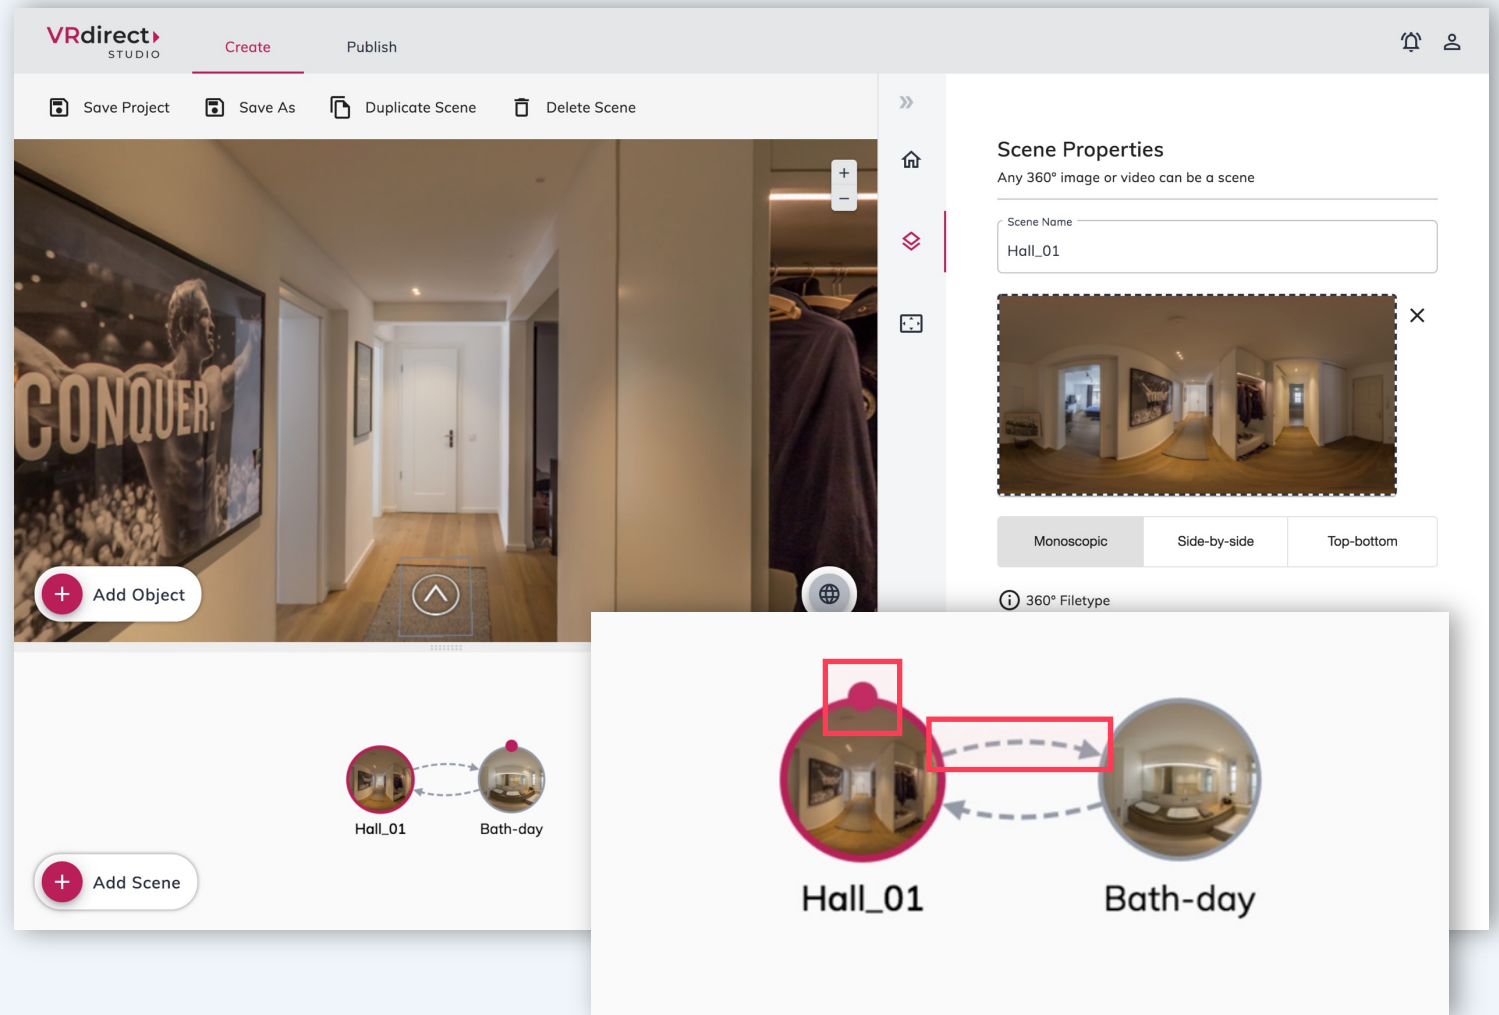 VRdirect
STUDIO
Create
Publish
Save Project
Save As
Duplicate Scene
Delete Scene
Scene Properties
Any 360° image or video can be a scene
Scene Name
Hall_01
CONQUER.
Monoscopic
Side-by-side
Top-bottom
360° Filetype
Add Object
Hall_01
Bath-day
Add Scene
Hall_01
Bath-day